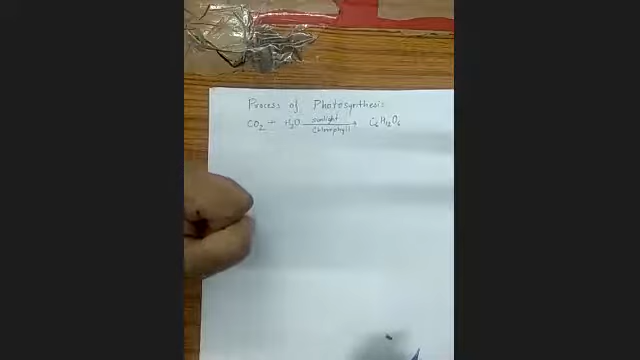 Process of Photosynthesis
CO2 + H2O sunlight Chlorophyll → C6H12O6